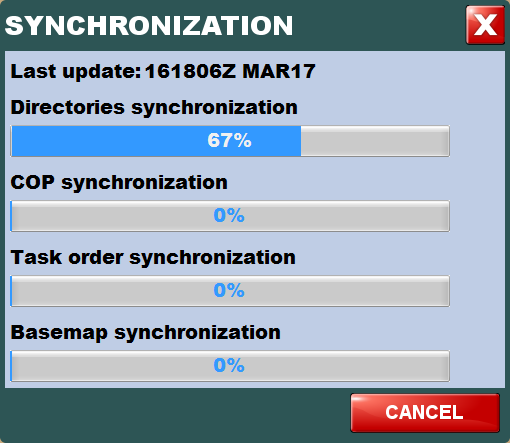 SYNCHRONIZATION X
Last update: 161806Z MAR17
Directories synchronization
67%
COP synchronization
0%
Task order synchronization
0%
Basemap synchronization
0%
CANCEL